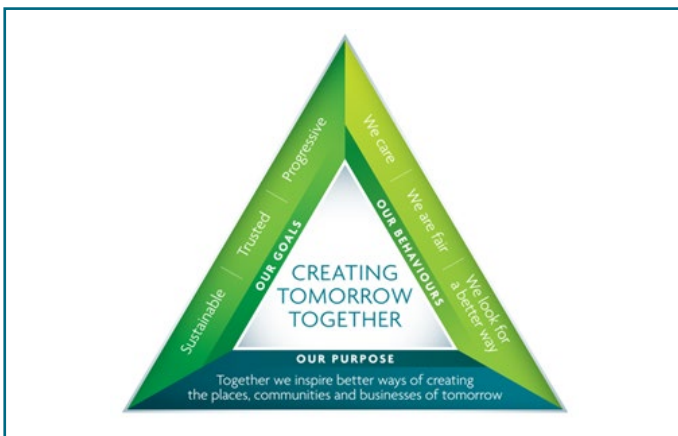 Sustainable | Trusted | Progressive
OUR GOALS
We care | We are fair | We look for
a better way
OUR BEHAVIOURS
CREATING
TOMORROW
TOGETHER
OUR PURPOSE
Together we inspire better ways of creating
the places, communities and businesses of tomorrow